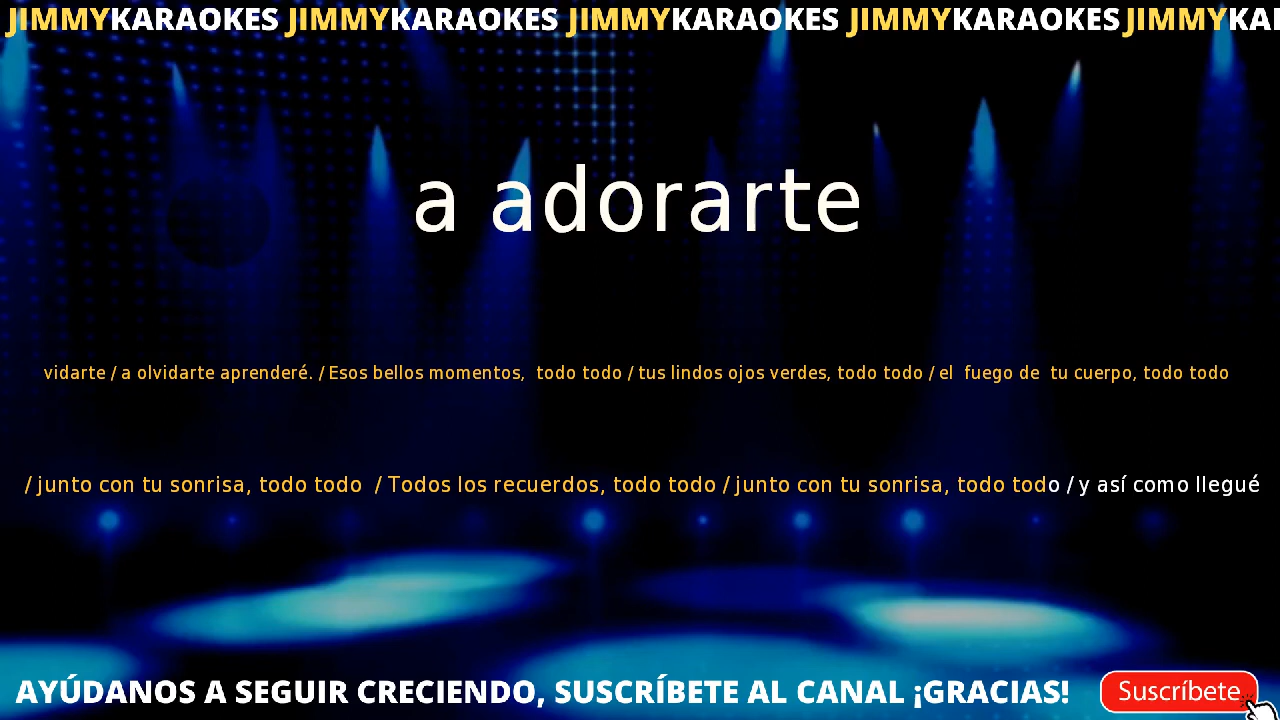 JIMMYKARAOKES JIMMYKARAOKES JIMMYKARAOKES JIMMYKARAOKES JIMMYKAI
a adorarte
vidarte / a olvidarte aprenderé. / Esos bellos momentos, todo todo / tus lindos ojos verdes, todo todo / el fuego de tu cuerpo, todo todo
/ junto con tu sonrisa, todo todo / Todos los recuerdos, todo todo / junto con tu sonrisa, todo todo / y así como llegué
AYÚDANOS A SEGUIR CRECIENDO, SUSCRÍBETE AL CANAL ¡GRACIAS!
Suscríbete